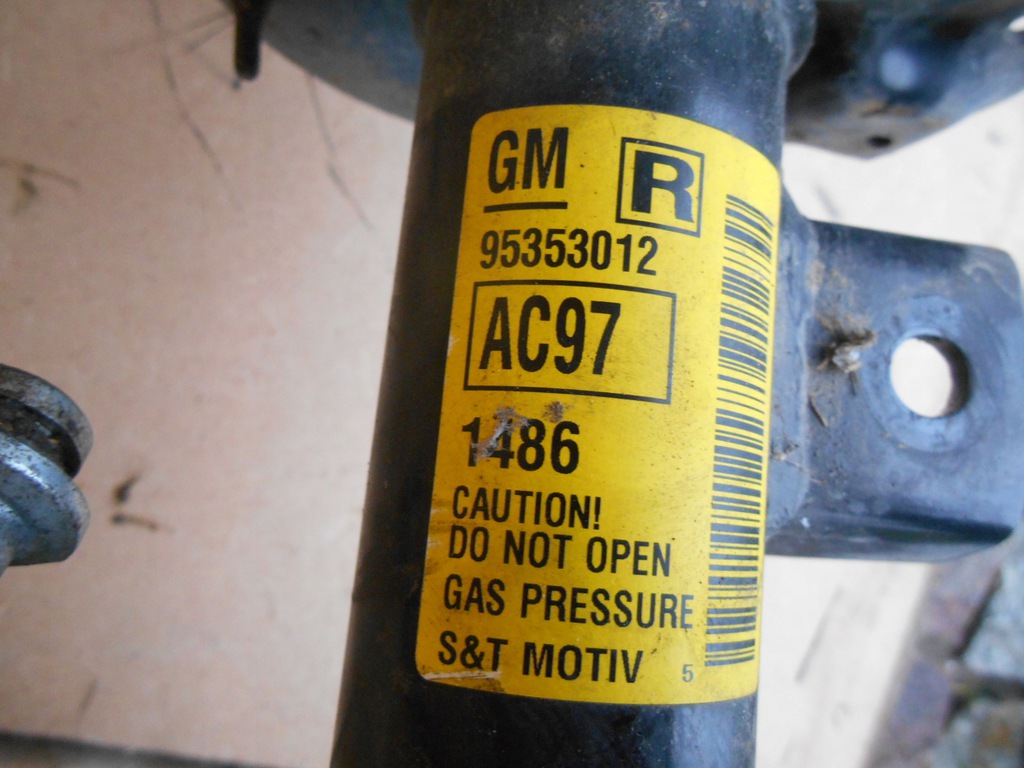 GM R
95353012
AC97
1486
CAUTION!
DO NOT OPEN
GAS PRESSURE
S&T MOTIV 5